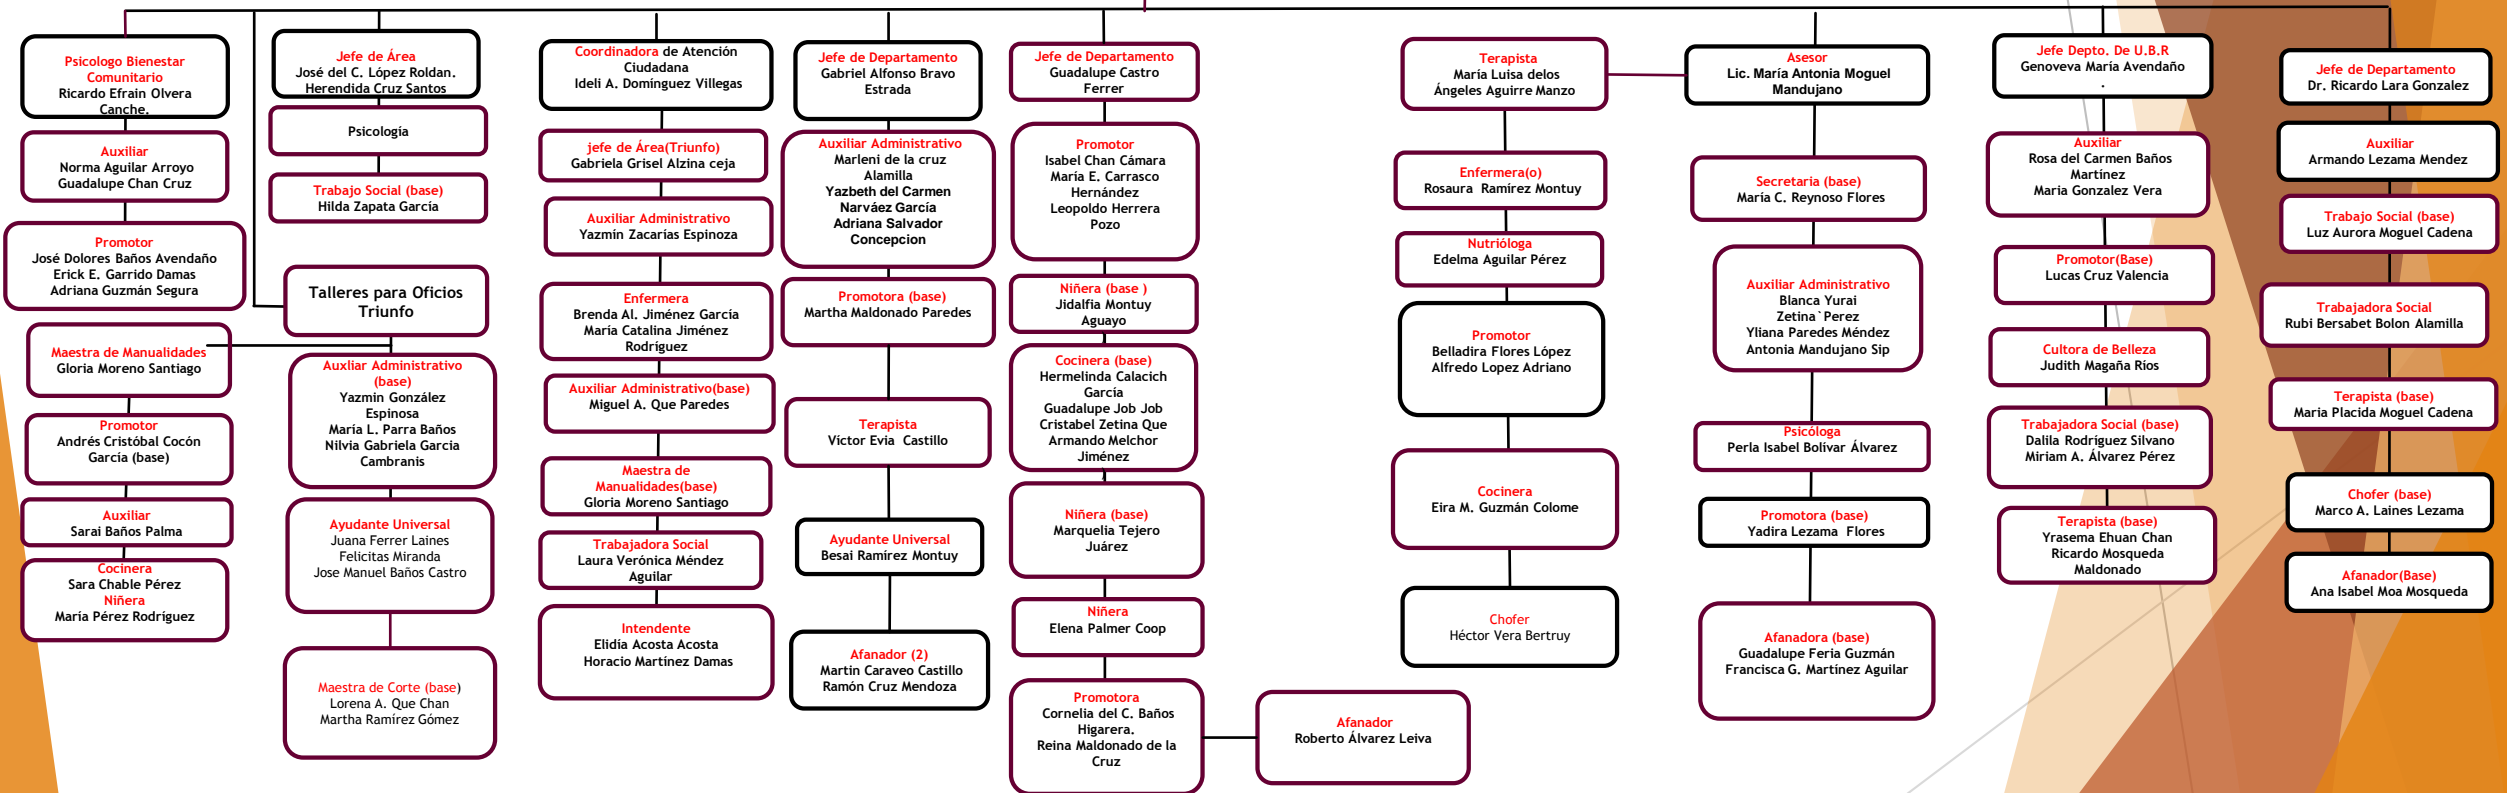 Psicologo Bienestar
Comunitario
Ricardo Efrain Olvera
Canche.
Auxiliar
Norma Aguilar Arroyo
Guadalupe Chan Cruz
Promotor
José Dolores Baños Avendaño
Erick E. Garrido Damas
Adriana Guzmán Segura
Maestra de Manualidades
Gloria Moreno Santiago
Promotor
Andrés Cristóbal Cocón
García (base)
Auxiliar
Saraí Baños Palma
Cocinera
Sara Chable Pérez
Niñera
María Pérez Rodríguez
Jefe de Área
José del C. López Roldan.
Herendida Cruz Santos
Psicología
Trabajo Social (base)
Hilda Zapata García
Talleres para Oficios
Triunfo
Auxliar Administrativo
(base)
Yazmin González
Espinosa
María L. Parra Baños
Nilvia Gabriela Garcia
Cambranis
Ayudante Universal
Juana Ferrer Laines
Felicitas Miranda
Jose Manuel Baños Castro
Maestra de Corte (base)
Lorena A. Que Chan
Martha Ramírez Gómez
Coordinadora de Atención
Ciudadana
Ideli A. Domínguez Villegas
jefe de Área(Triunfo)
Gabriela Grisel Alzina ceja
Auxiliar Administrativo
Yazmín Zacarías Espinoza
Enfermera
Brenda Al. Jiménez García
María Catalina Jiménez
Rodríguez
Auxiliar Administrativo(base)
Miguel A. Que Paredes
Maestra de
Manualidades(base)
Gloria Moreno Santiago
Trabajadora Social
Laura Verónica Méndez
Aguilar
Intendente
Elidía Acosta Acosta
Horacio Martínez Damas
Jefe de Departamento
Gabriel Alfonso Bravo
Estrada
Auxiliar Administrativo
Marleni de la cruz
Alamilla
Yazbeth del Carmen
Narváez García
Adriana Salvador
Concepcion
Promotora (base)
Martha Maldonado Paredes
Terapista
Víctor Evia Castillo
Ayudante Universal
Besai Ramírez Montuy
Afanador (2)
Martin Caraveo Castillo
Ramón Cruz Mendoza
Jefe de Departamento
Guadalupe Castro
Ferrer
Promotor
Isabel Chan Cámara
María E. Carrasco
Hernández
Leopoldo Herrera
Pozo
Niñera (base )
Jidalfia Montuy
Aguayo
Cocinera (base)
Hermelinda Calacich
García
Guadalupe Job Job
Cristabel Zetina Que
Armando Melchor
Jiménez
Niñera (base)
Marquelia Tejero
Juárez
Niñera
Elena Palmer Coop
Promotora
Cornelia del C. Baños
Higarera.
Reina Maldonado de la
Cruz
Afanador
Roberto Álvarez Leiva
Terapista
María Luisa delos
Ángeles Aguirre Manzo
Enfermera(o)
Rosaura Ramírez Montuy
Nutrióloga
Edelma Aguilar Pérez
Promotor
Belladira Flores López
Alfredo Lopez Adriano
Cocinera
Eira M. Guzmán Colome
Chofer
Héctor Vera Bertruy
Asesor
Lic. María Antonia Moguel
Mandujano
Secretaria (base)
María C. Reynoso Flores
Auxiliar Administrativo
Blanca Yurai
Zetina`Perez
Yliana Paredes Méndez
Antonia Mandujano Sip
Psicóloga
Perla Isabel Bolívar Álvarez
Promotora (base)
Yadira Lezama Flores
Afanadora (base)
Guadalupe Feria Guzmán
Francisca G. Martínez Aguilar
Jefe Depto. De U.B.R
Genoveva María Avendaño
.
Auxiliar
Rosa del Carmen Baños
Martínez
Maria Gonzalez Vera
Promotor(Base)
Lucas Cruz Valencia
Cultora de Belleza
Judith Magaña Ríos
Trabajadora Social (base)
Dalila Rodríguez Silvano
Miriam A. Álvarez Pérez
Terapista (base)
Yrasema Ehuan Chan
Ricardo Mosqueda
Maldonado
Jefe de Departamento
Dr. Ricardo Lara Gonzalez
Auxiliar
Armando Lezama Mendez
Trabajo Social (base)
Luz Aurora Moguel Cadena
Trabajadora Social
Rubi Bersabet Bolon Alamilla
Terapista (base)
Maria Placida Moguel Cadena
Chofer (base)
Marco A. Laines Lezama
Afanador(Base)
Ana Isabel Moa Mosqueda